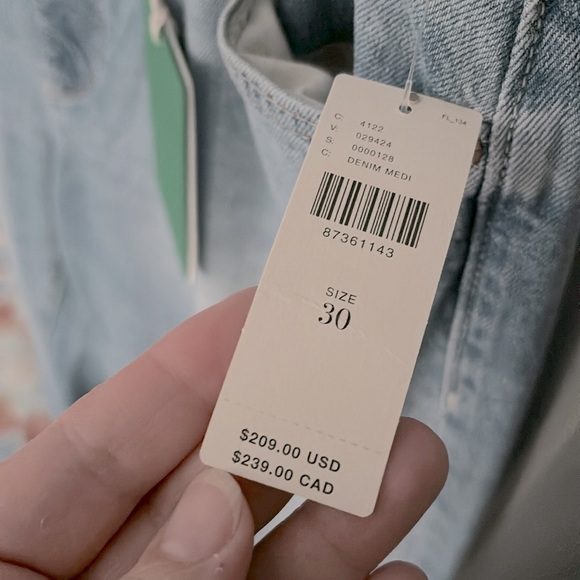 FL_134
C: 4122
V: 029424
S: 0000128
C: DENIM MEDI
87361143
SIZE
30
$209.00 USD
$239.00 CAD